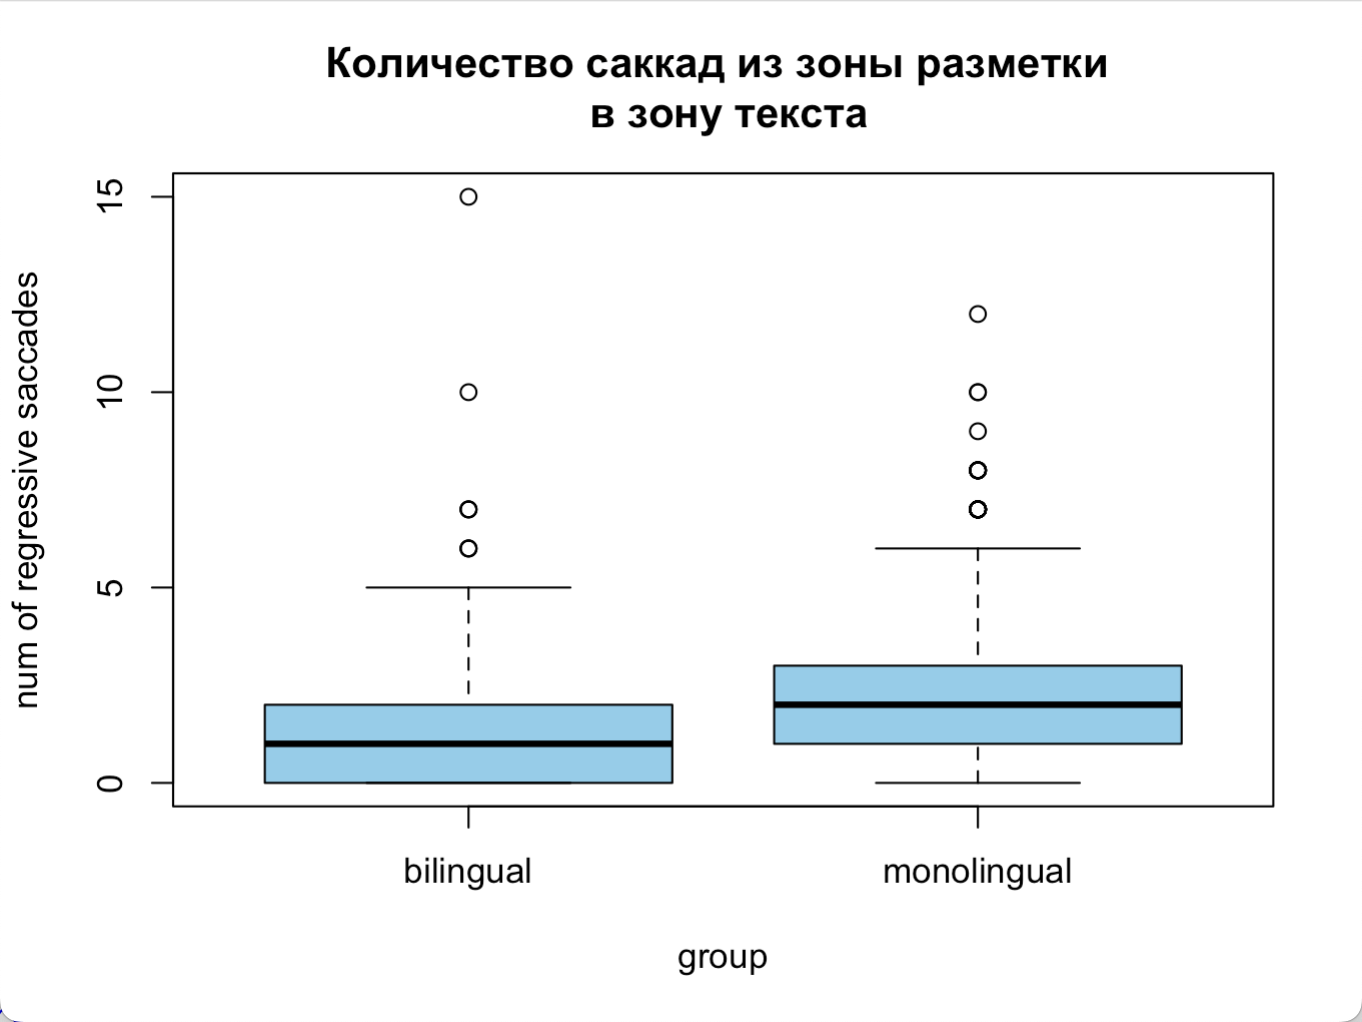 Количество саккад из зоны разметки
в зону текста
num of regressive saccades
15
10
5
0
bilingual
monolingual
group